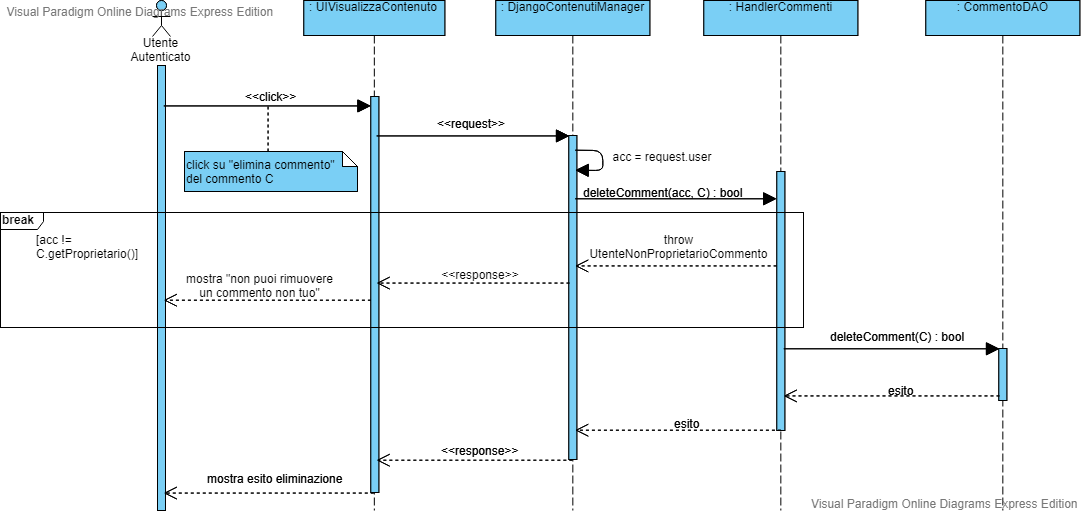 Visual Paradigm Online Diagrams Express Edition
: UIVisualizzaContenuto
: DjangoContenutiManager
: HandlerCommenti
: CommentoDAO
Utente
Autenticato
<<click>>
<<request>>
click su "elimina commento"
del commento C
acc = request.user
deleteComment(acc, C) : bool
break
[acc !=
C.getProprietario()]
throw
UtenteNonProprietarioCommento
<<response>>
mostra "non puoi rimuovere
un commento non tuo"
deleteComment(C) : bool
esito
esito
<<response>>
mostra esito eliminazione
Visual Paradigm Online Diagrams Express Edition